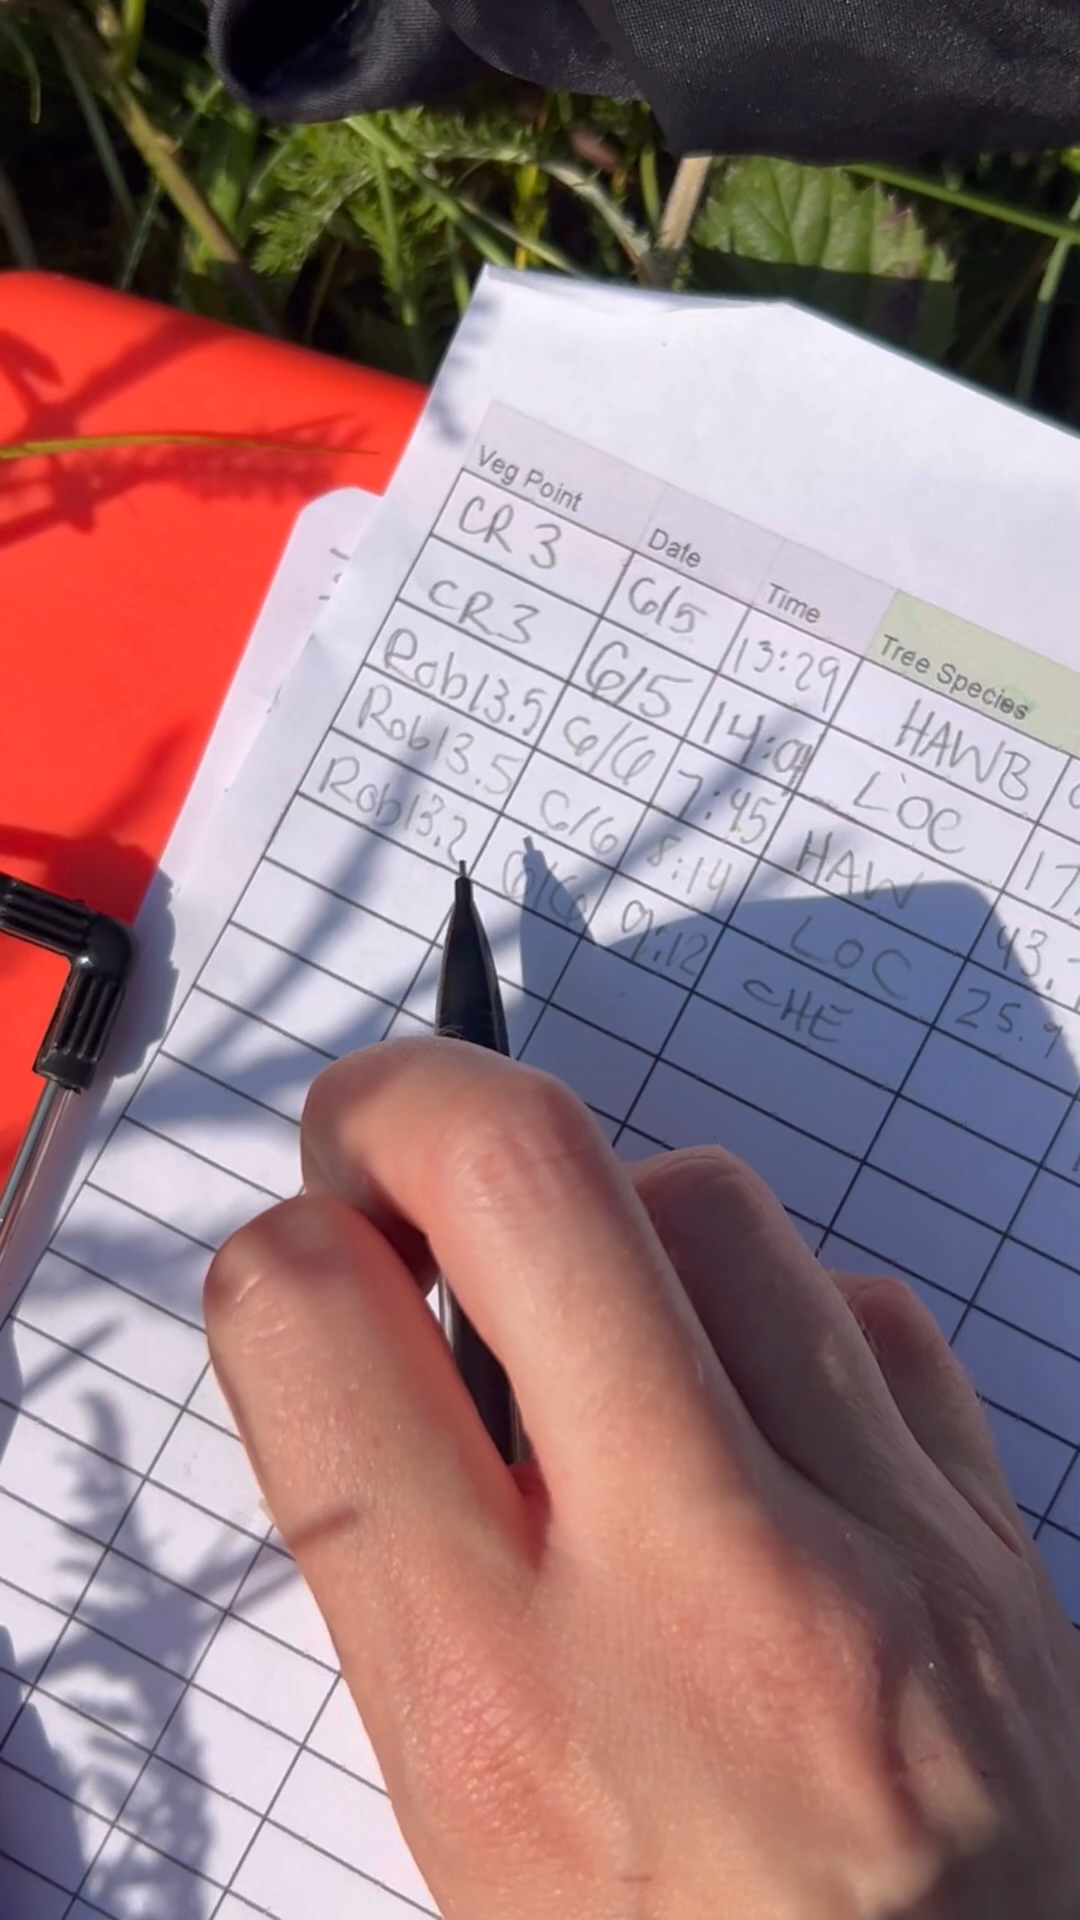 Veg Point Date Time Tree Species
CR 3 6/5 13:29 HAWB
CR3 6/5 14:09 LOC 17
Rob13.5 6/6 7:45 HAW 43.
Rob13.5 6/6 8:14 LOC 25.9
Rob13.2 6/6 9:12 CHE